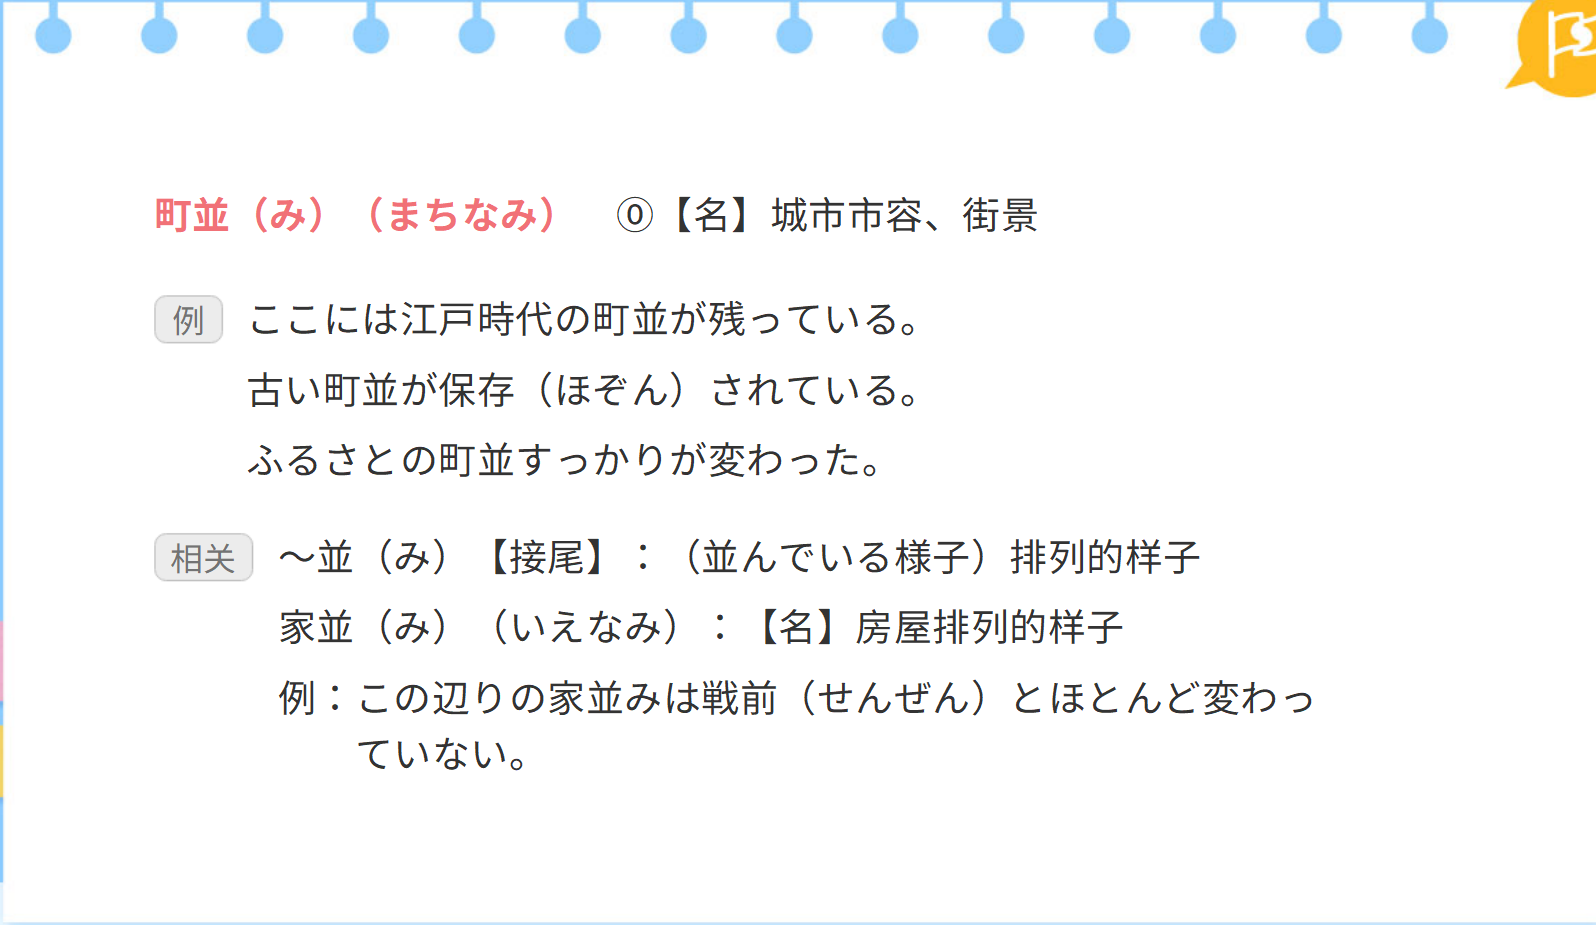 町並（み）（まちなみ） ⓪【名】城市市容、街景
例 ここには江戸時代の町並が残っている。
古い町並が保存（ほぞん）されている。
ふるさとの町並すっかりが変わった。
相关 ～並（み）【接尾】：（並んでいる様子）排列的样子
家並（み）（いえなみ）：【名】房屋排列的样子
例：この辺りの家並みは戦前（せんぜん）とほとんど変わっ
ていない。